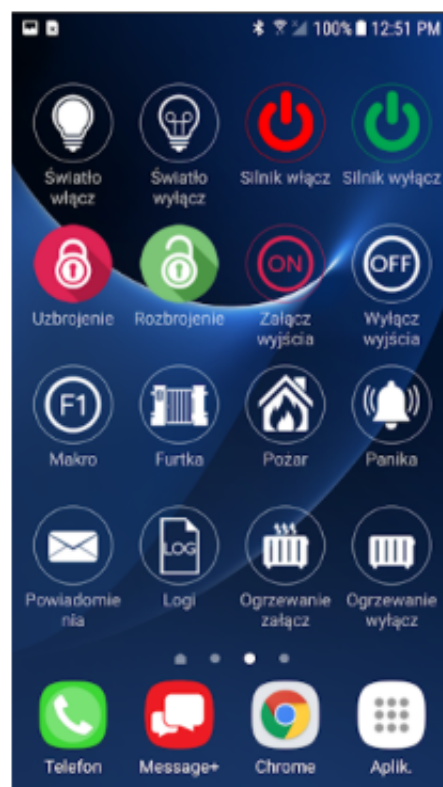 100% 12:51 PM
Światło Światło Silnik włącz Silnik wyłącz
włącz wyłącz
ON OFF
Uzbrojenie Rozbrojenie Załącz Wyłącz
wyjścia wyjścia
F1
Makro Furtka Pożar Panika
LOG
Powiadomie Logi Ogrzewanie Ogrzewanie
nia załącz wyłącz
Telefon Message+ Chrome Aplik.